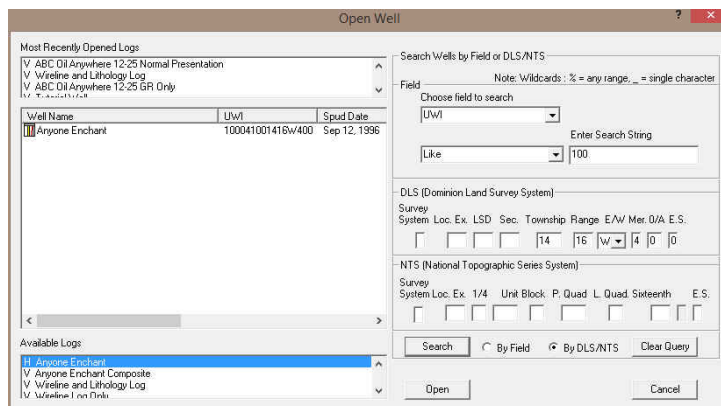 Open Well
?
Most Recently Opened Logs
V ABC Oil Anywhere 12-25 Normal Presentation
V Wireline and Lithology Log
V ABC Oil Anywhere 12-25 GR Only
V Tutorial Well
Well Name UWI Spud Date
Anyone Enchant 100041001416W400 Sep 12, 1996
Available Logs
H Anyone Enchant
V Anyone Enchant Composite
V Wireline and Lithology Log
V Wireline Log Only
Search Wells by Field or DLS/NTS
Note: Wildcards : % = any range, _ = single character
Field
Choose field to search
UWI
Enter Search String
Like 100
DLS (Dominion Land Survey System)
Survey
System Loc. Ex. LSD Sec. Township Range E/W Mer. 0/A E.S.
14 16 W 4 0 0
NTS (National Topographic Series System)
Survey
System Loc. Ex. 1/4 Unit Block P. Quad L. Quad. Sixteenth E.S.
Search By Field By DLS/NTS Clear Query
Open Cancel